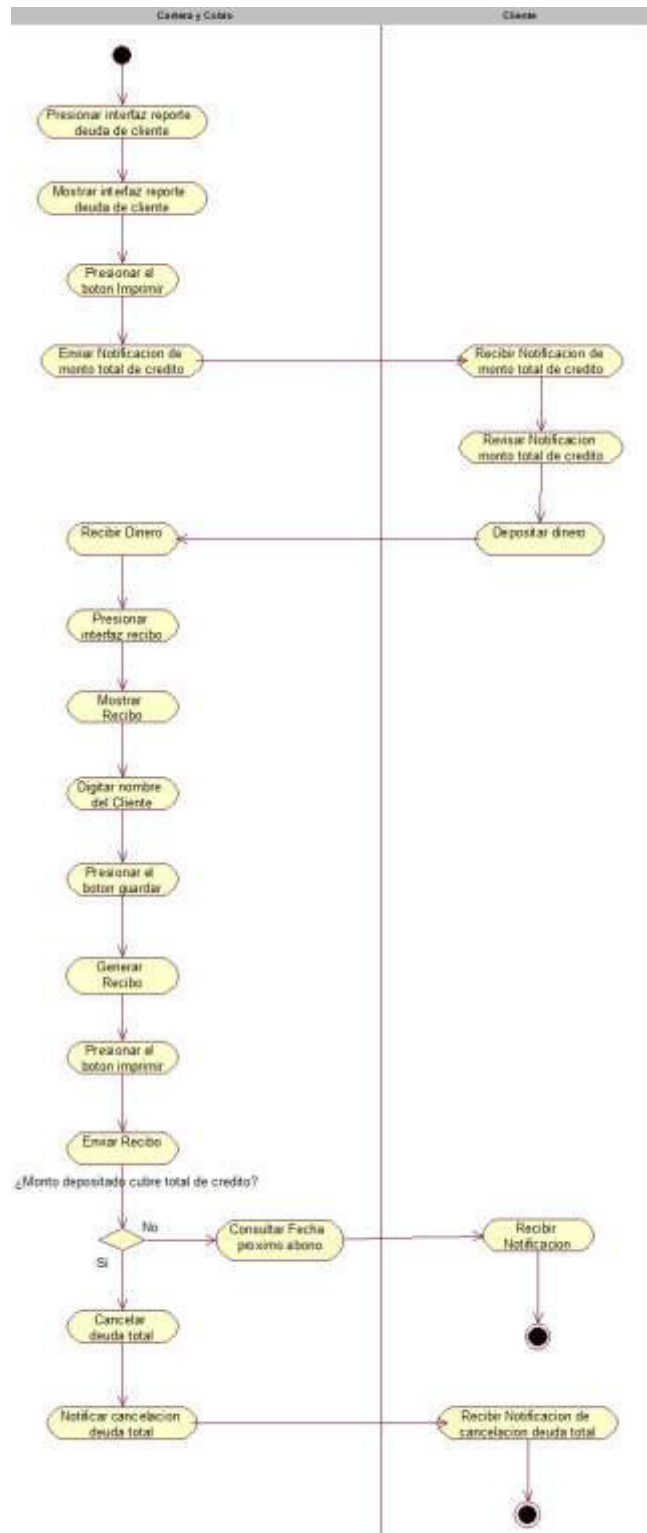 Cartera y Cobro
Cliente
Presionar interfaz reporte
deuda de cliente
Mostrar interfaz reporte
deuda de cliente
Presionar el
boton Imprimir
Enviar Notificacion de
monto total de credito
Recibir Notificacion de
monto total de credito
Revisar Notificacion
monto total de credito
Recibir Dinero
Depositar dinero
Presionar
interfaz recibo
Mostrar
Recibo
Digitar nombre
del Cliente
Presionar el
boton guardar
Generar
Recibo
Presionar el
boton imprimir
Enviar Recibo
¿Monto depositado cubre total de credito?
No
Consultar Fecha
proximo abono
Recibir
Notificacion
Si
Cancelar
deuda total
Notificar cancelacion
deuda total
Recibir Notificacion de
cancelacion deuda total